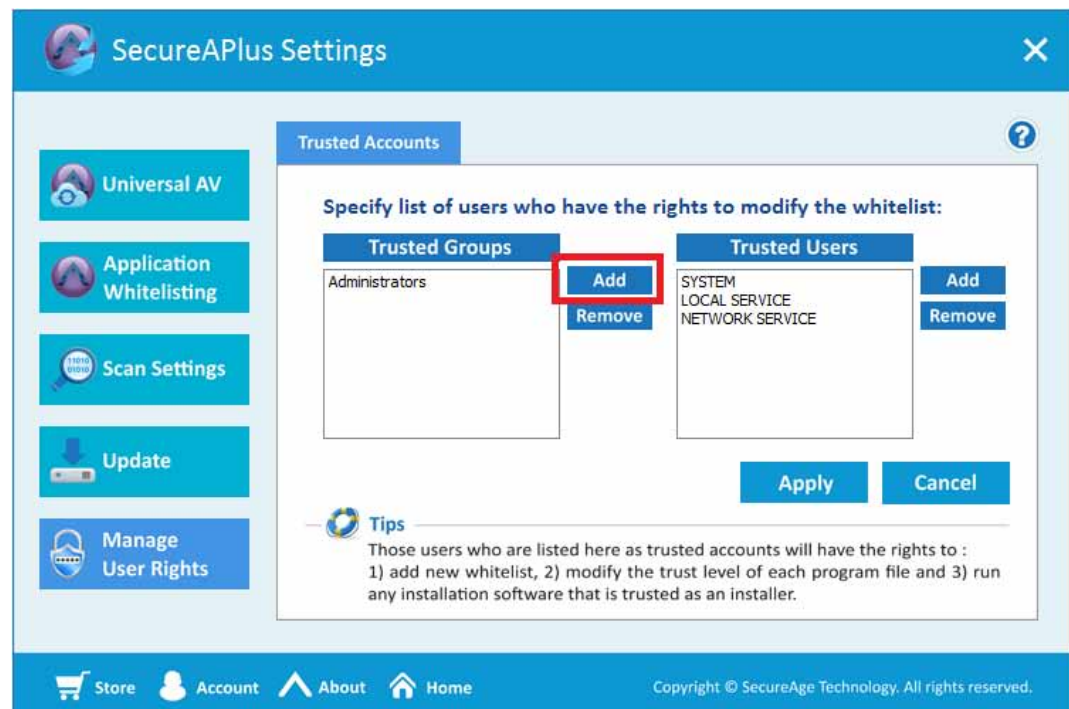 SecureAPlus Settings
Universal AV
Application
Whitelisting
Scan Settings
Update
Manage
User Rights
Trusted Accounts
Specify list of users who have the rights to modify the whitelist:
Trusted Groups
Administrators
Add
Remove
Trusted Users
SYSTEM
LOCAL SERVICE
NETWORK SERVICE
Add
Remove
Apply
Cancel
Tips
Those users who are listed here as trusted accounts will have the rights to :
1) add new whitelist, 2) modify the trust level of each program file and 3) run
any installation software that is trusted as an installer.
Store
Account
About
Home
Copyright © SecureAge Technology. All rights reserved.